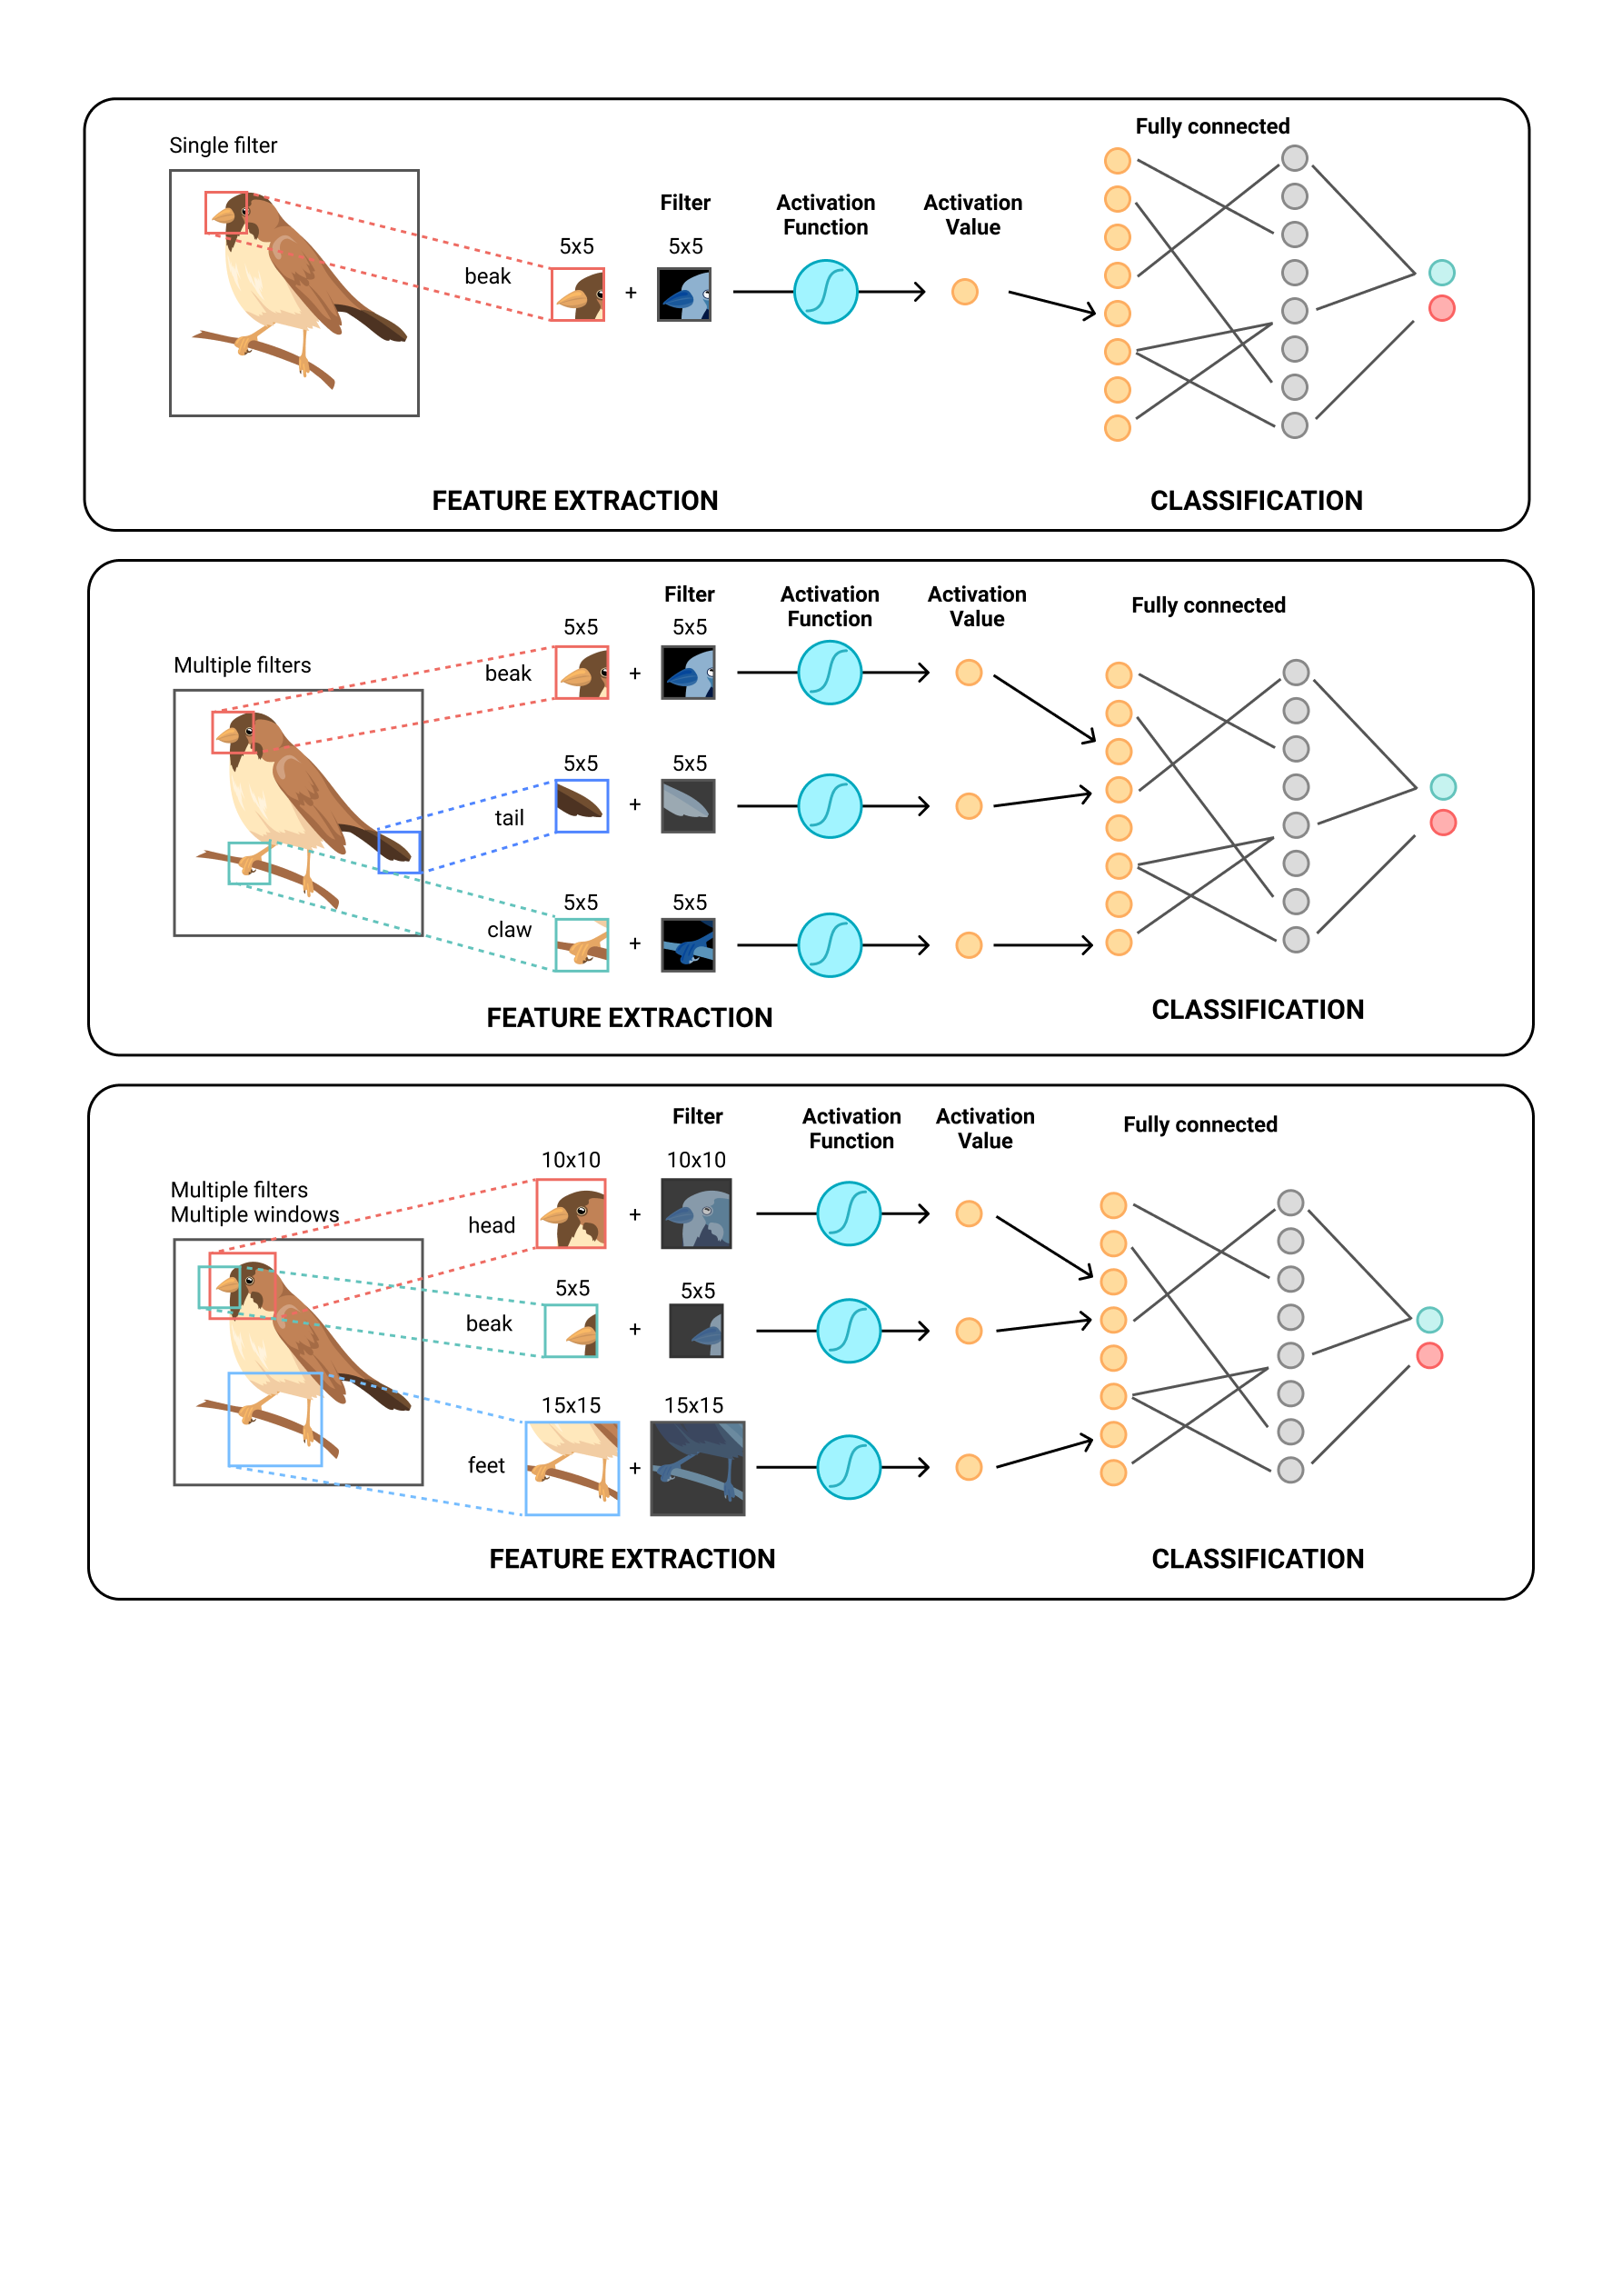 Single filter
Fully connected
Filter
Activation
Function
Activation
Value
5x5
5x5
beak
+
FEATURE EXTRACTION
CLASSIFICATION
Multiple filters
Filter
Activation
Function
Activation
Value
Fully connected
5x5
5x5
beak
+
5x5
5x5
tail
+
5x5
5x5
claw
+
FEATURE EXTRACTION
CLASSIFICATION
Multiple filters
Multiple windows
Filter
Activation
Function
Activation
Value
Fully connected
10x10
10x10
head
+
5x5
5x5
beak
+
15x15
15x15
feet
+
FEATURE EXTRACTION
CLASSIFICATION